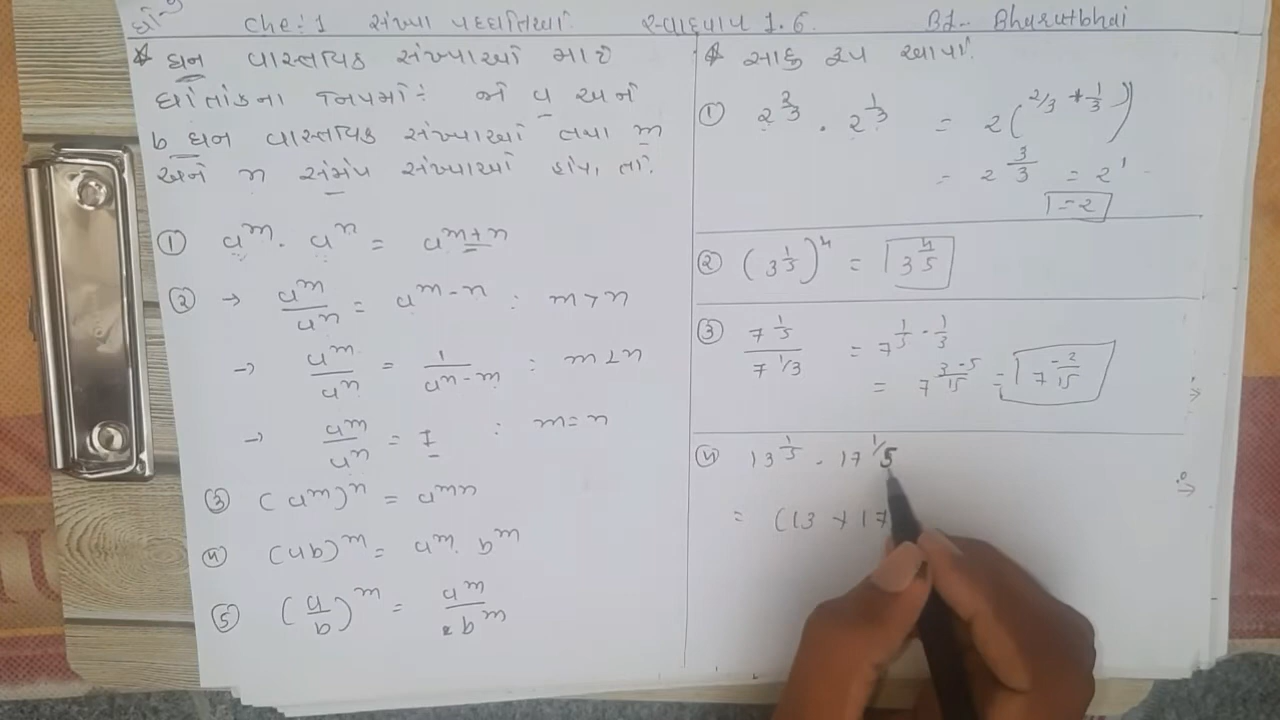 ધો 9
Ch: 1 સંખ્યા પદ્ધતિઓ સ્વાધ્યાય 1.6 By- Bharatbhai
* ધન વાસ્તવિક સંખ્યાઓ માટે
ઘાતાંકના નિયમો :- જો a અને
b ધન વાસ્તવિક સંખ્યાઓ તથા m
અને n સંમેય સંખ્યાઓ હોય, તો.
① a^m · a^n = a^(m+n)
② → a^m / a^n = a^(m-n) : m > n
→ a^m / a^n = 1 / a^(n-m) : m < n
→ a^m / a^n = 1 : m = n
③ (a^m)^n = a^(mn)
④ (ab)^m = a^m · b^m
⑤ (a/b)^m = a^m / b^m
* સાદુ રૂપ આપો.
① 2^(2/3) · 2^(1/3) = 2^(2/3 + 1/3)
= 2^(3/3) = 2^1
= 2
② (3^(1/5))^4 = 3^(4/5)
③ 7^(1/5) / 7^(1/3) = 7^(1/5 - 1/3)
= 7^((3-5)/15) = 7^(-2/15)
④ 13^(1/5) · 17^(1/5)
= (13 × 17